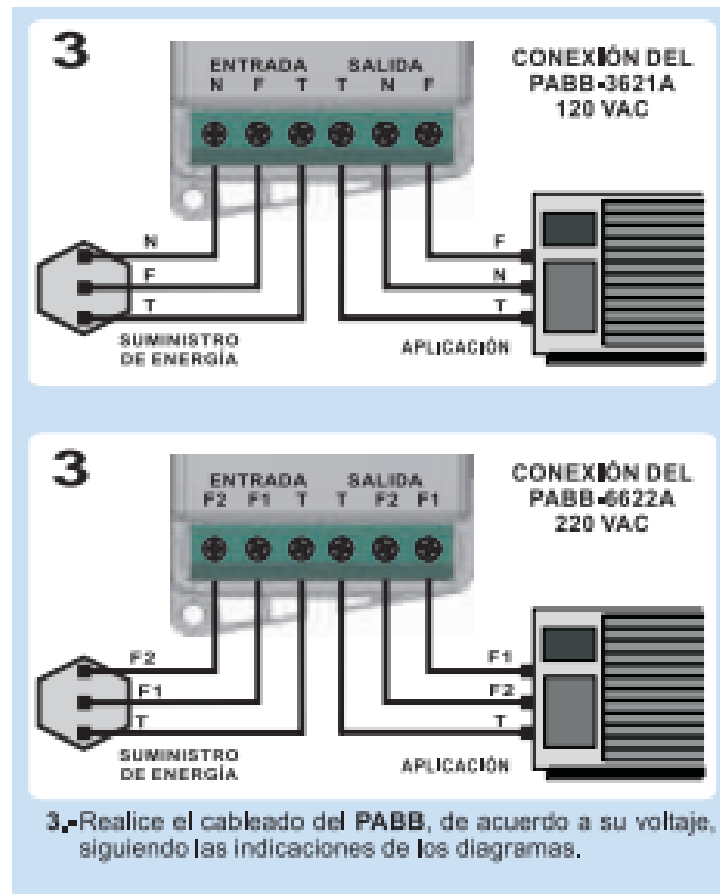 3
ENTRADA SALIDA
N F T T N F
CONEXIÓN DEL
PABB-3621A
120 VAC
N
F
T
SUMINISTRO
DE ENERGÍA
F
N
T
APLICACIÓN
3
ENTRADA SALIDA
F2 F1 T T F2 F1
CONEXIÓN DEL
PABB-6622A
220 VAC
F2
F1
T
SUMINISTRO
DE ENERGÍA
F1
F2
T
APLICACIÓN
3.-Realice el cableado del PABB, de acuerdo a su voltaje,
siguiendo las indicaciones de los diagramas.